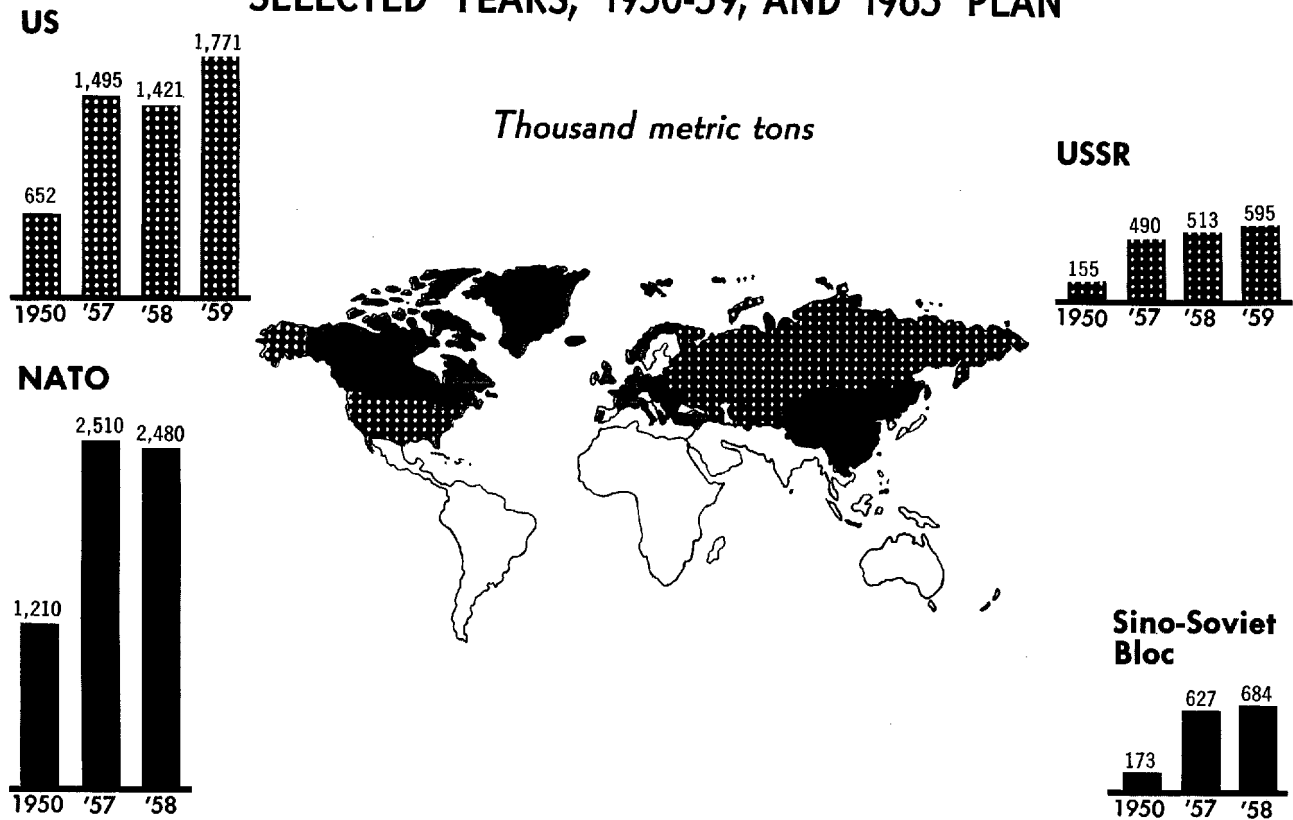 SELECTED YEARS, 1950-59, AND 1965 PLAN
US
1,771
1,495
1,421
652
1950 '57 '58 '59
Thousand metric tons
USSR
595
513
490
155
1950 '57 '58 '59
NATO
2,510
2,480
1,210
1950 '57 '58
Sino-Soviet
Bloc
684
627
173
1950 '57 '58